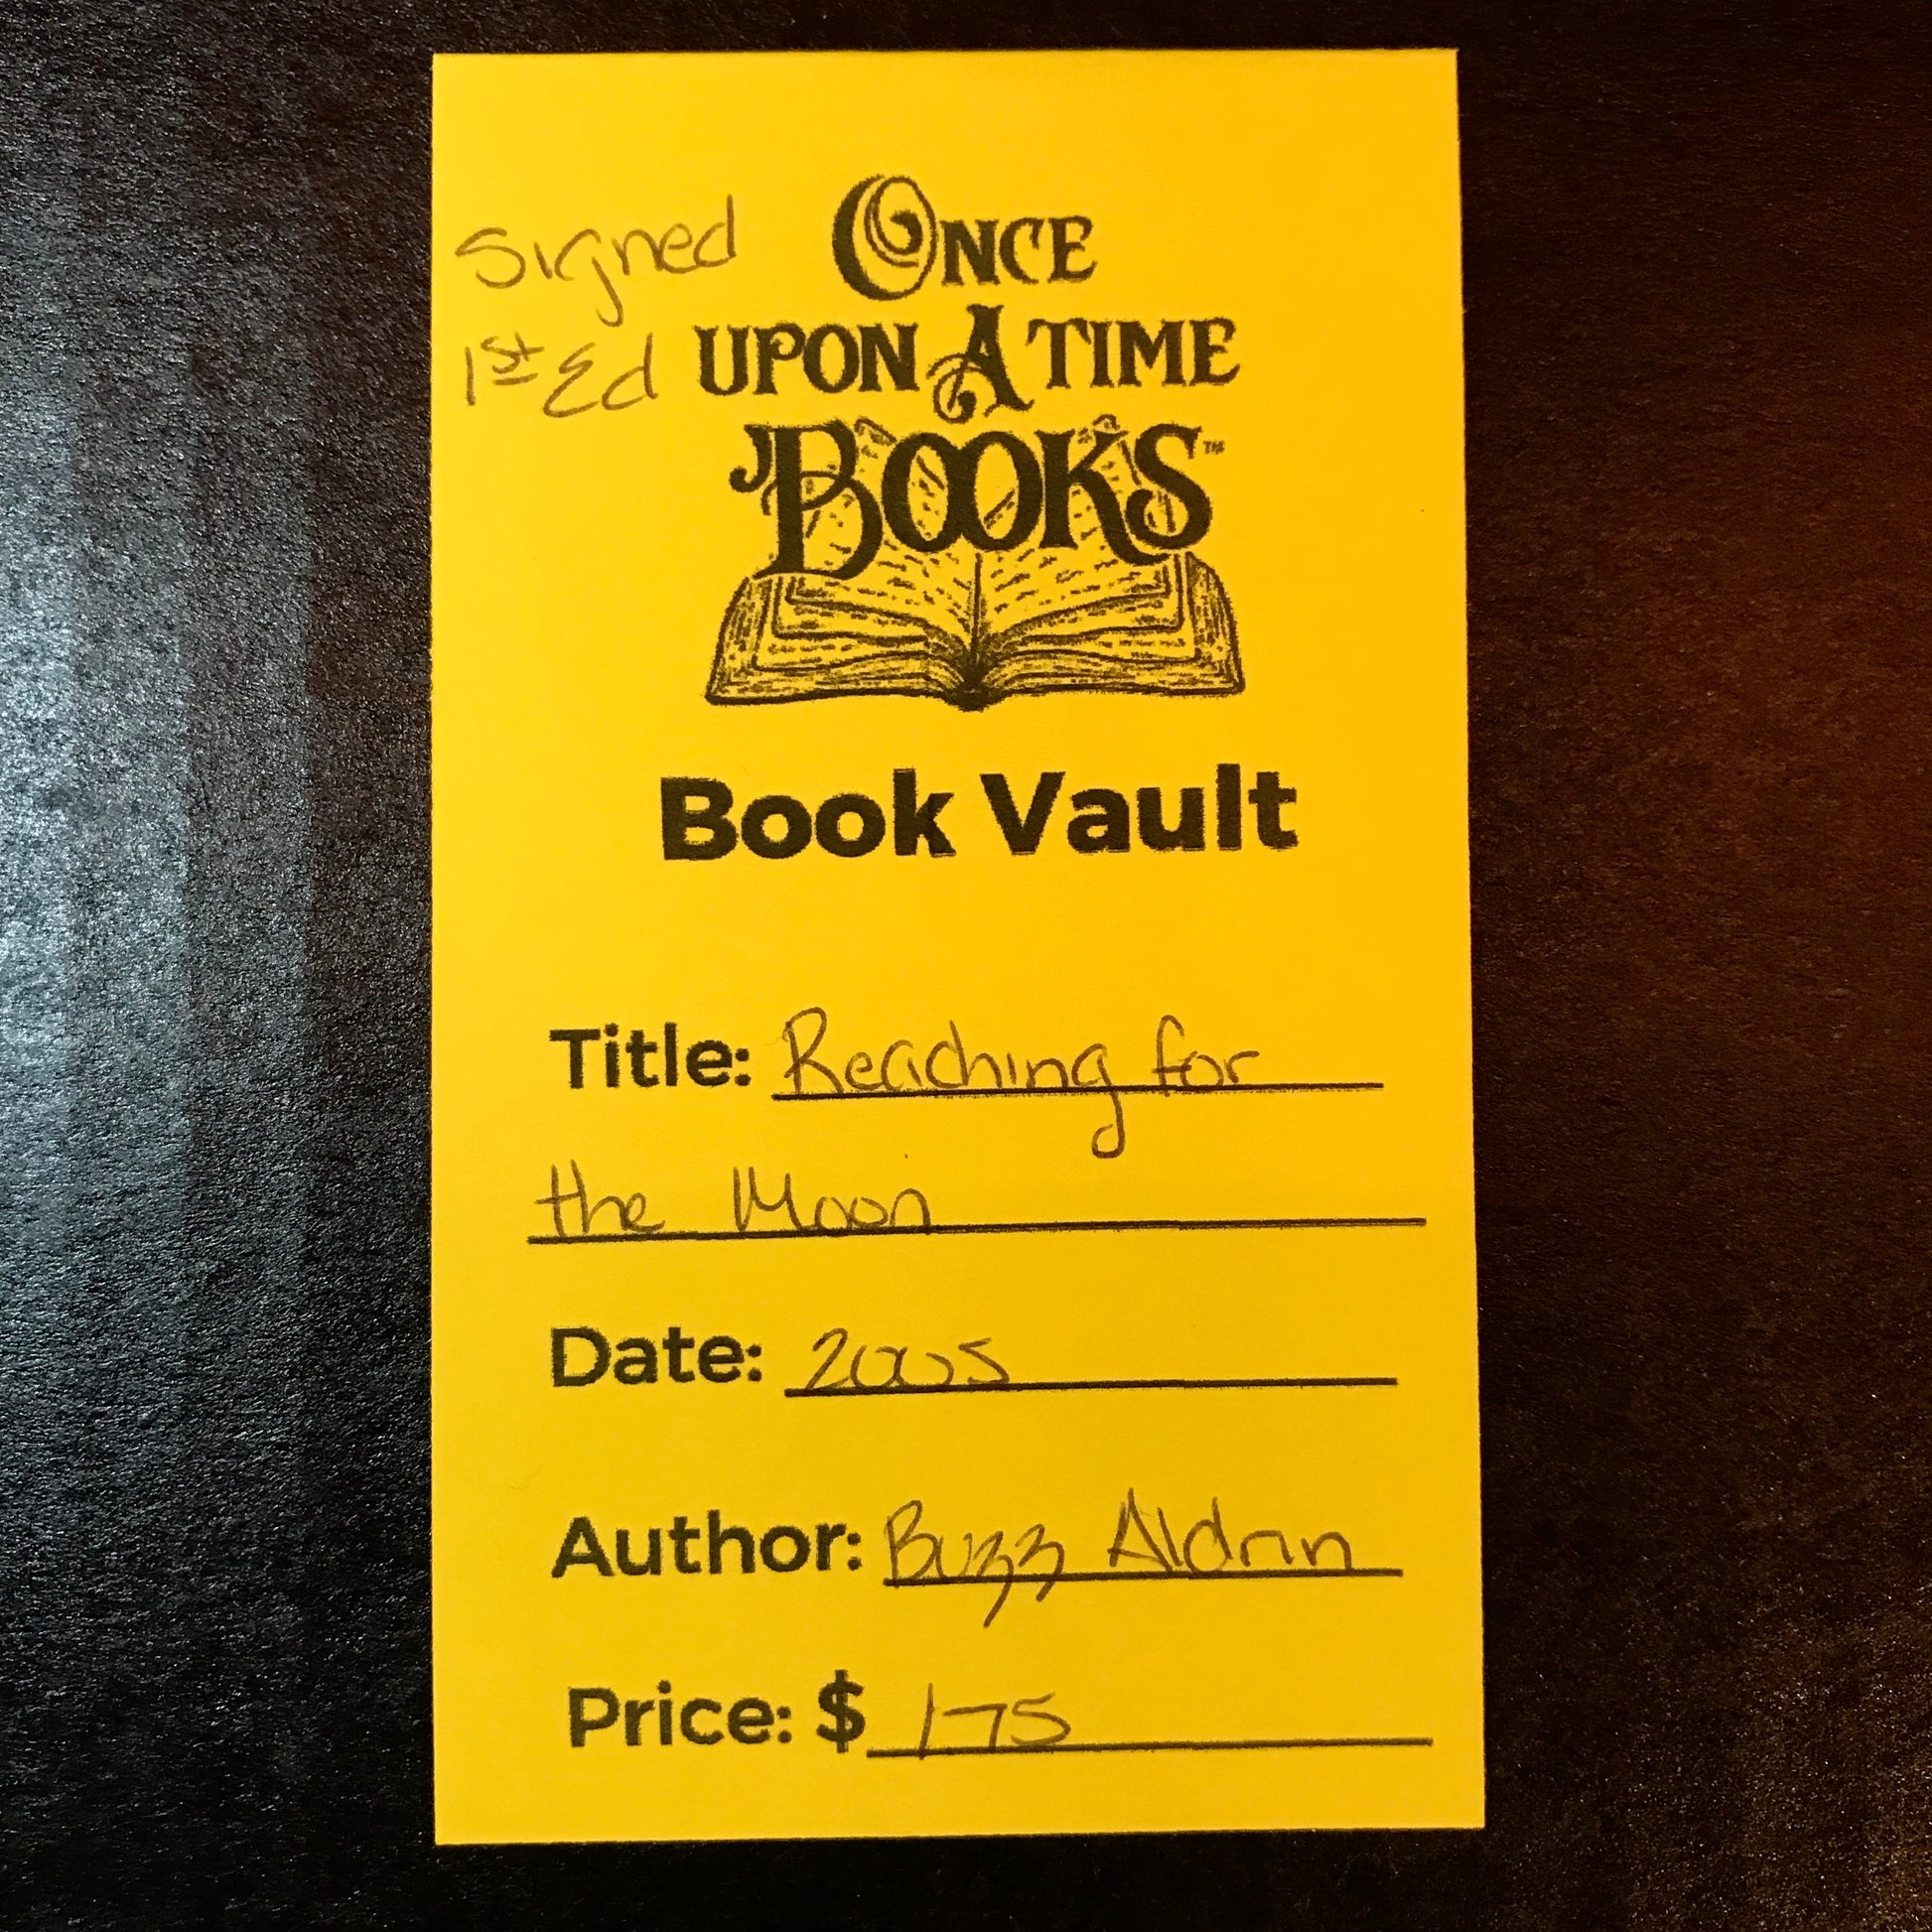 Signed
1st Ed
ONCE
UPON A TIME
BOOKS™
Book Vault
Title: Reaching for
the Moon
Date: 2005
Author: Buzz Aldrin
Price: $ 175